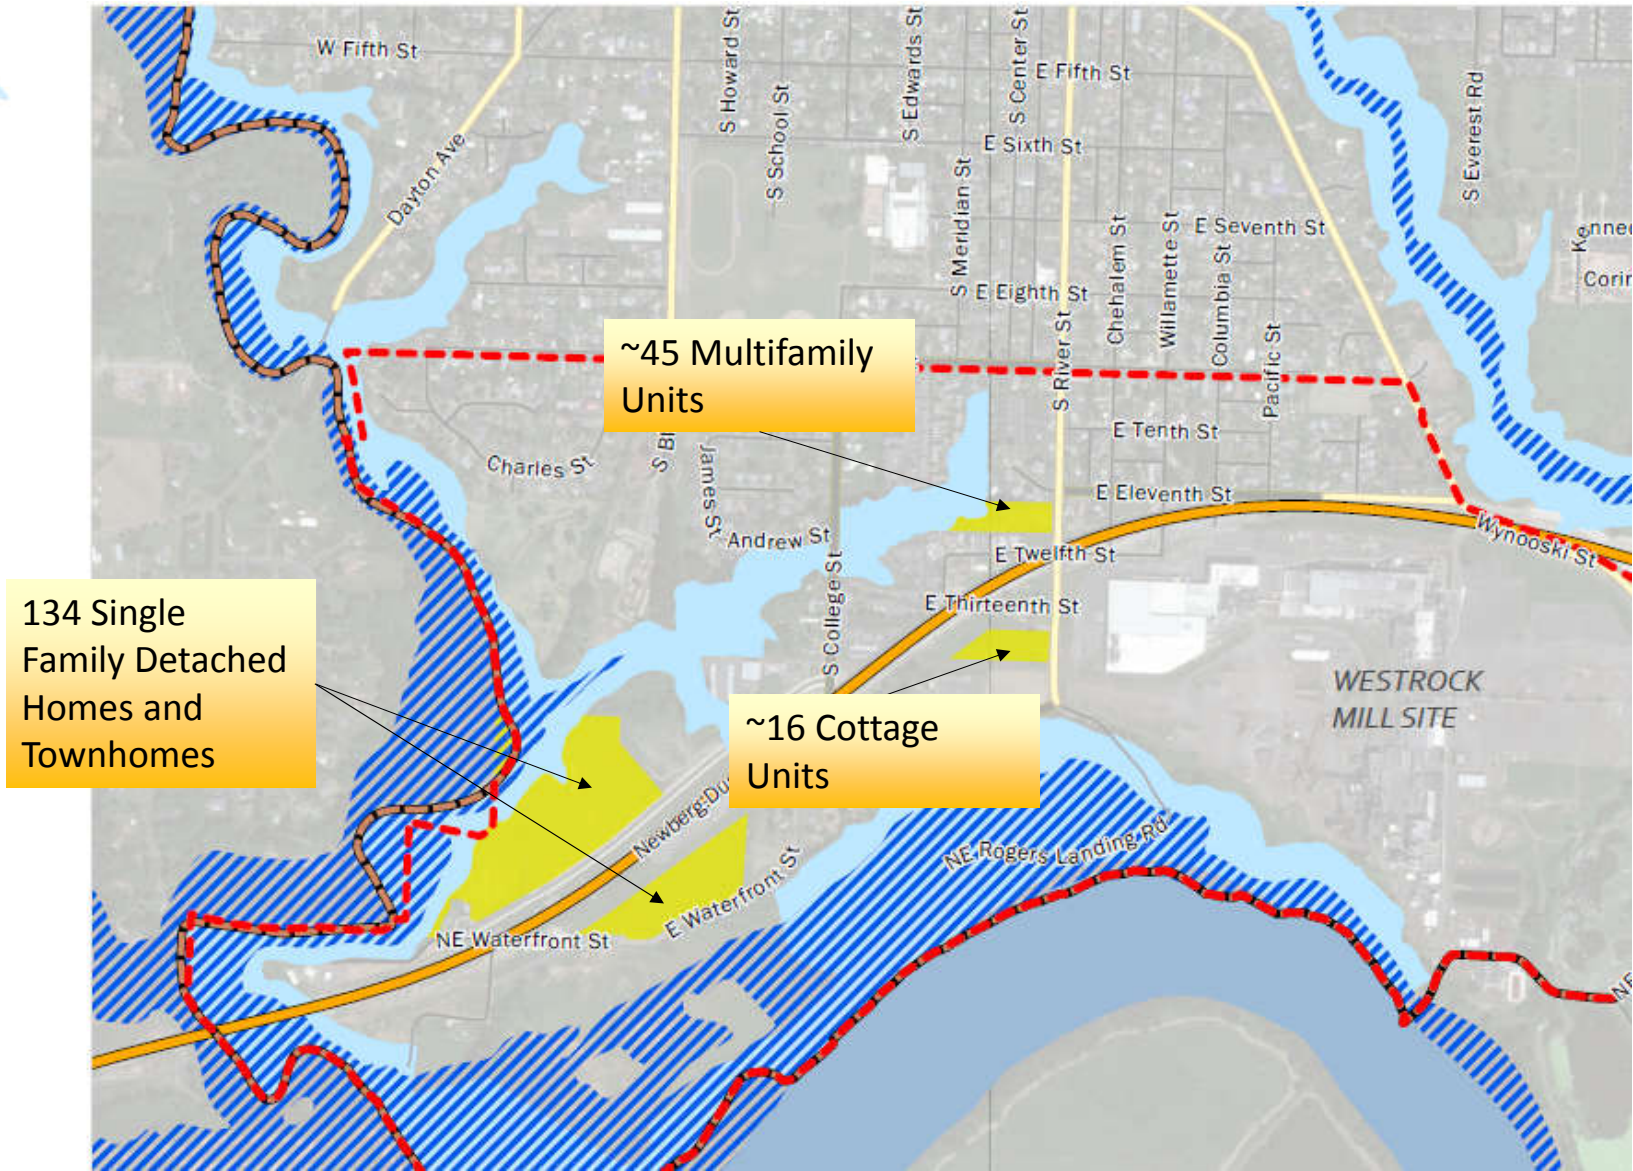 W Fifth St
S Howard St
S School St
S Edwards St
S Center St
E Fifth St
S Everest Rd
E Sixth St
Dayton Ave
S Meridian St
Chehalem St
Willamette St
Columbia St
E Seventh St
E Eighth St
S River St
Pacific St
~45 Multifamily
Units
E Tenth St
Charles St
James St
E Eleventh St
Andrew St
S College St
E Twelfth St
Wynooski St
E Thirteenth St
134 Single
Family Detached
Homes and
Townhomes
WESTROCK
MILL SITE
~16 Cottage
Units
NE Rogers Landing Rd
E Waterfront St
NE Waterfront St
NE